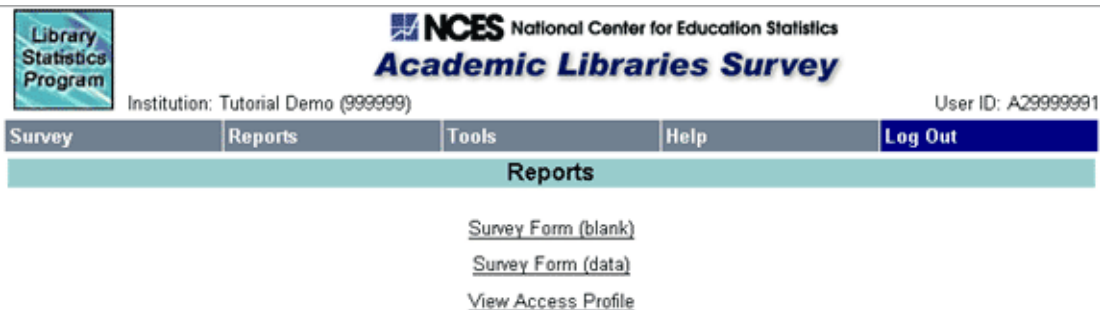 Library
Statistics
Program
NCES National Center for Education Statistics
Academic Libraries Survey
Institution: Tutorial Demo (999999) User ID: A29999991
Survey Reports Tools Help Log Out
Reports
Survey Form (blank)
Survey Form (data)
View Access Profile